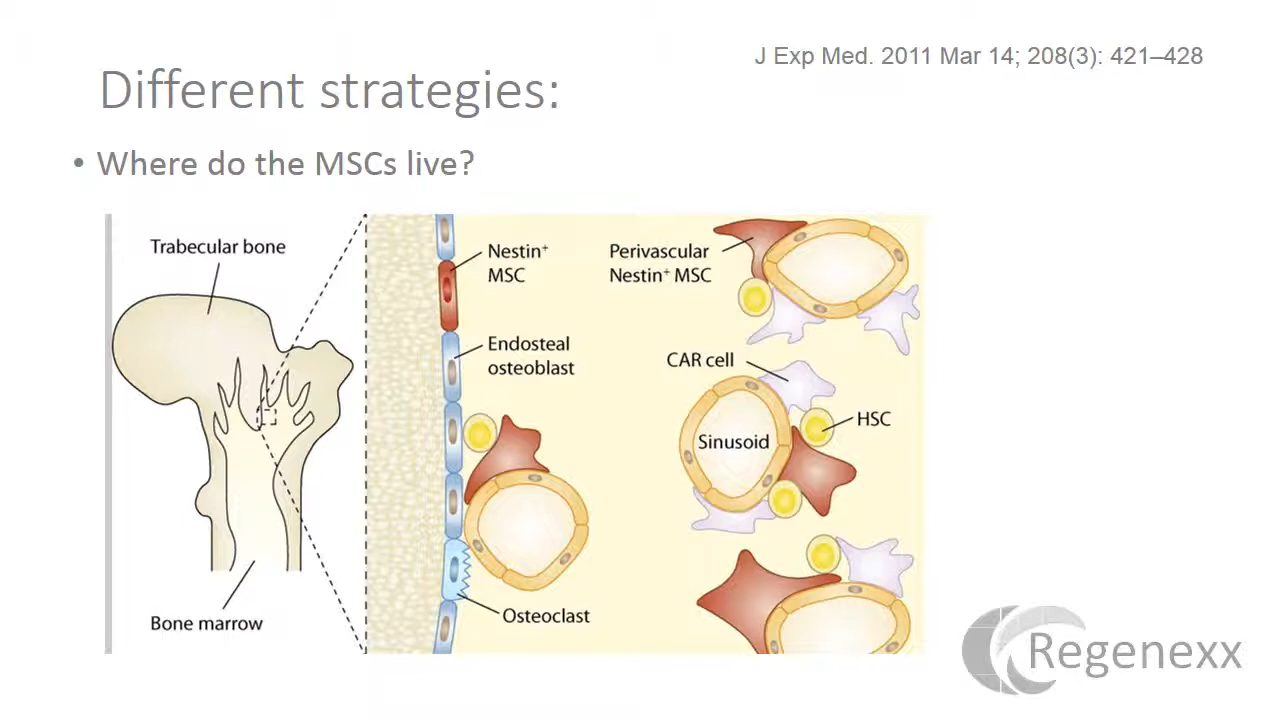 J Exp Med. 2011 Mar 14; 208(3): 421–428
Different strategies:
• Where do the MSCs live?
Trabecular bone
Bone marrow
Nestin⁺
MSC
Endosteal
osteoblast
Osteoclast
Perivascular
Nestin⁺ MSC
CAR cell
HSC
Sinusoid
Regenexx